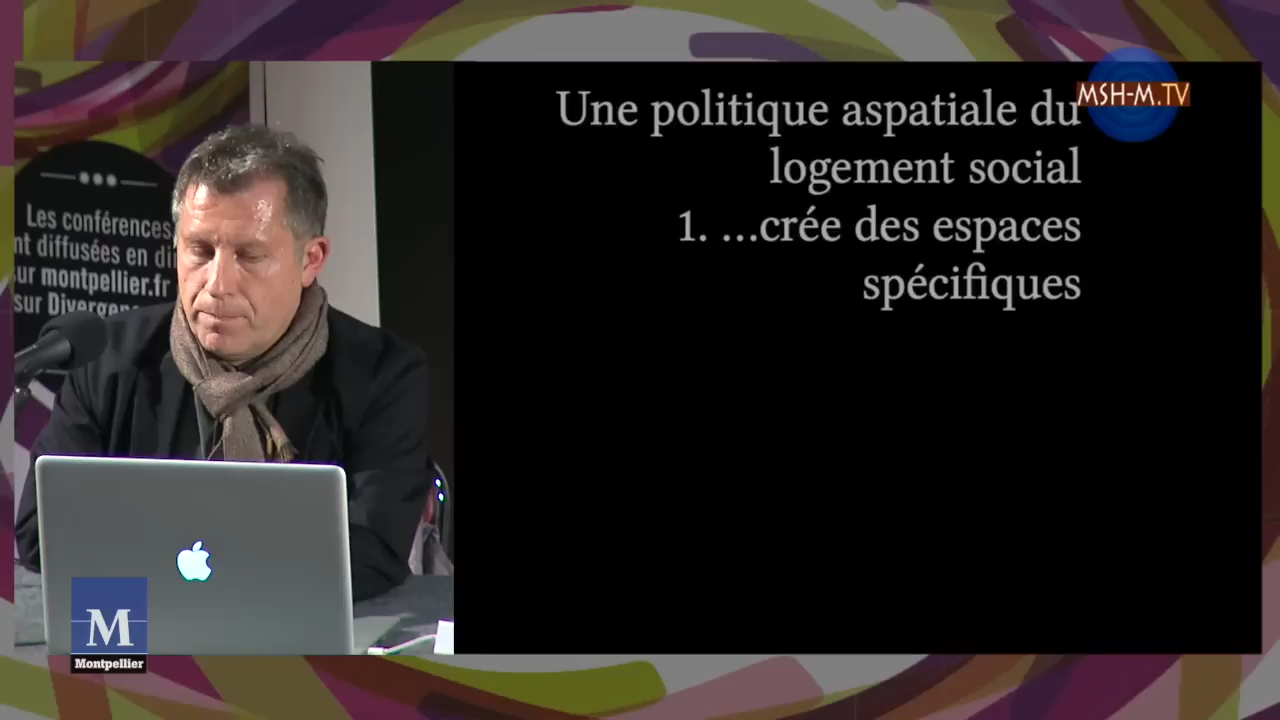 Une politique aspatiale du
logement social
1. ...crée des espaces
spécifiques
MSH-M.TV
Les conférences
nt diffusées en di
sur montpellier.fr
sur Divergen
M
Montpellier